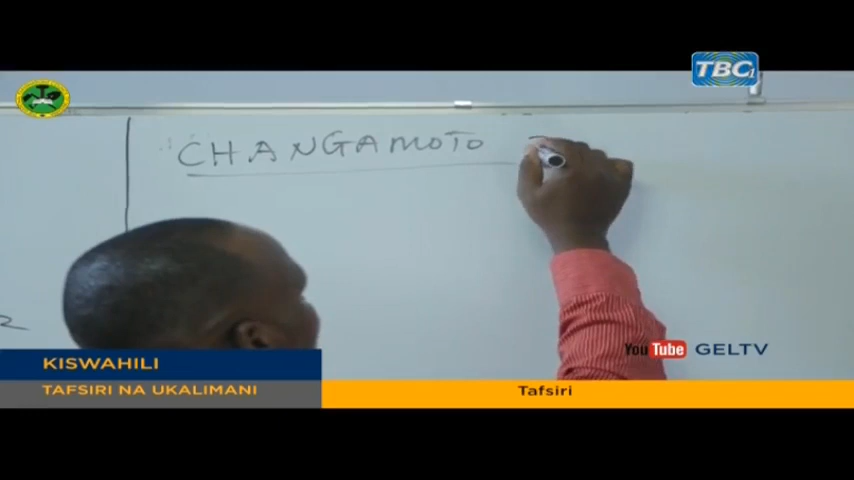 TBC1
CHANGAMOTO
KISWAHILI
YouTube GELTV
TAFSIRI NA UKALIMANI
Tafsiri